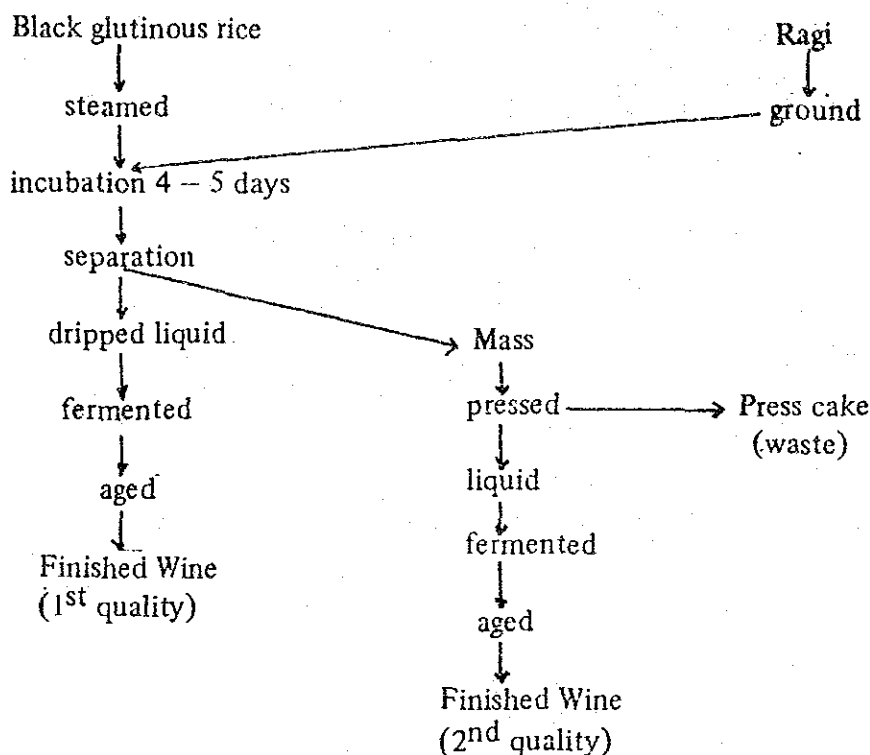 Black glutinous rice
Ragi
steamed
ground
incubation 4 – 5 days
separation
dripped liquid
Mass
fermented
pressed
Press cake
(waste)
aged
liquid
fermented
Finished Wine
(1st quality)
aged
Finished Wine
(2nd quality)